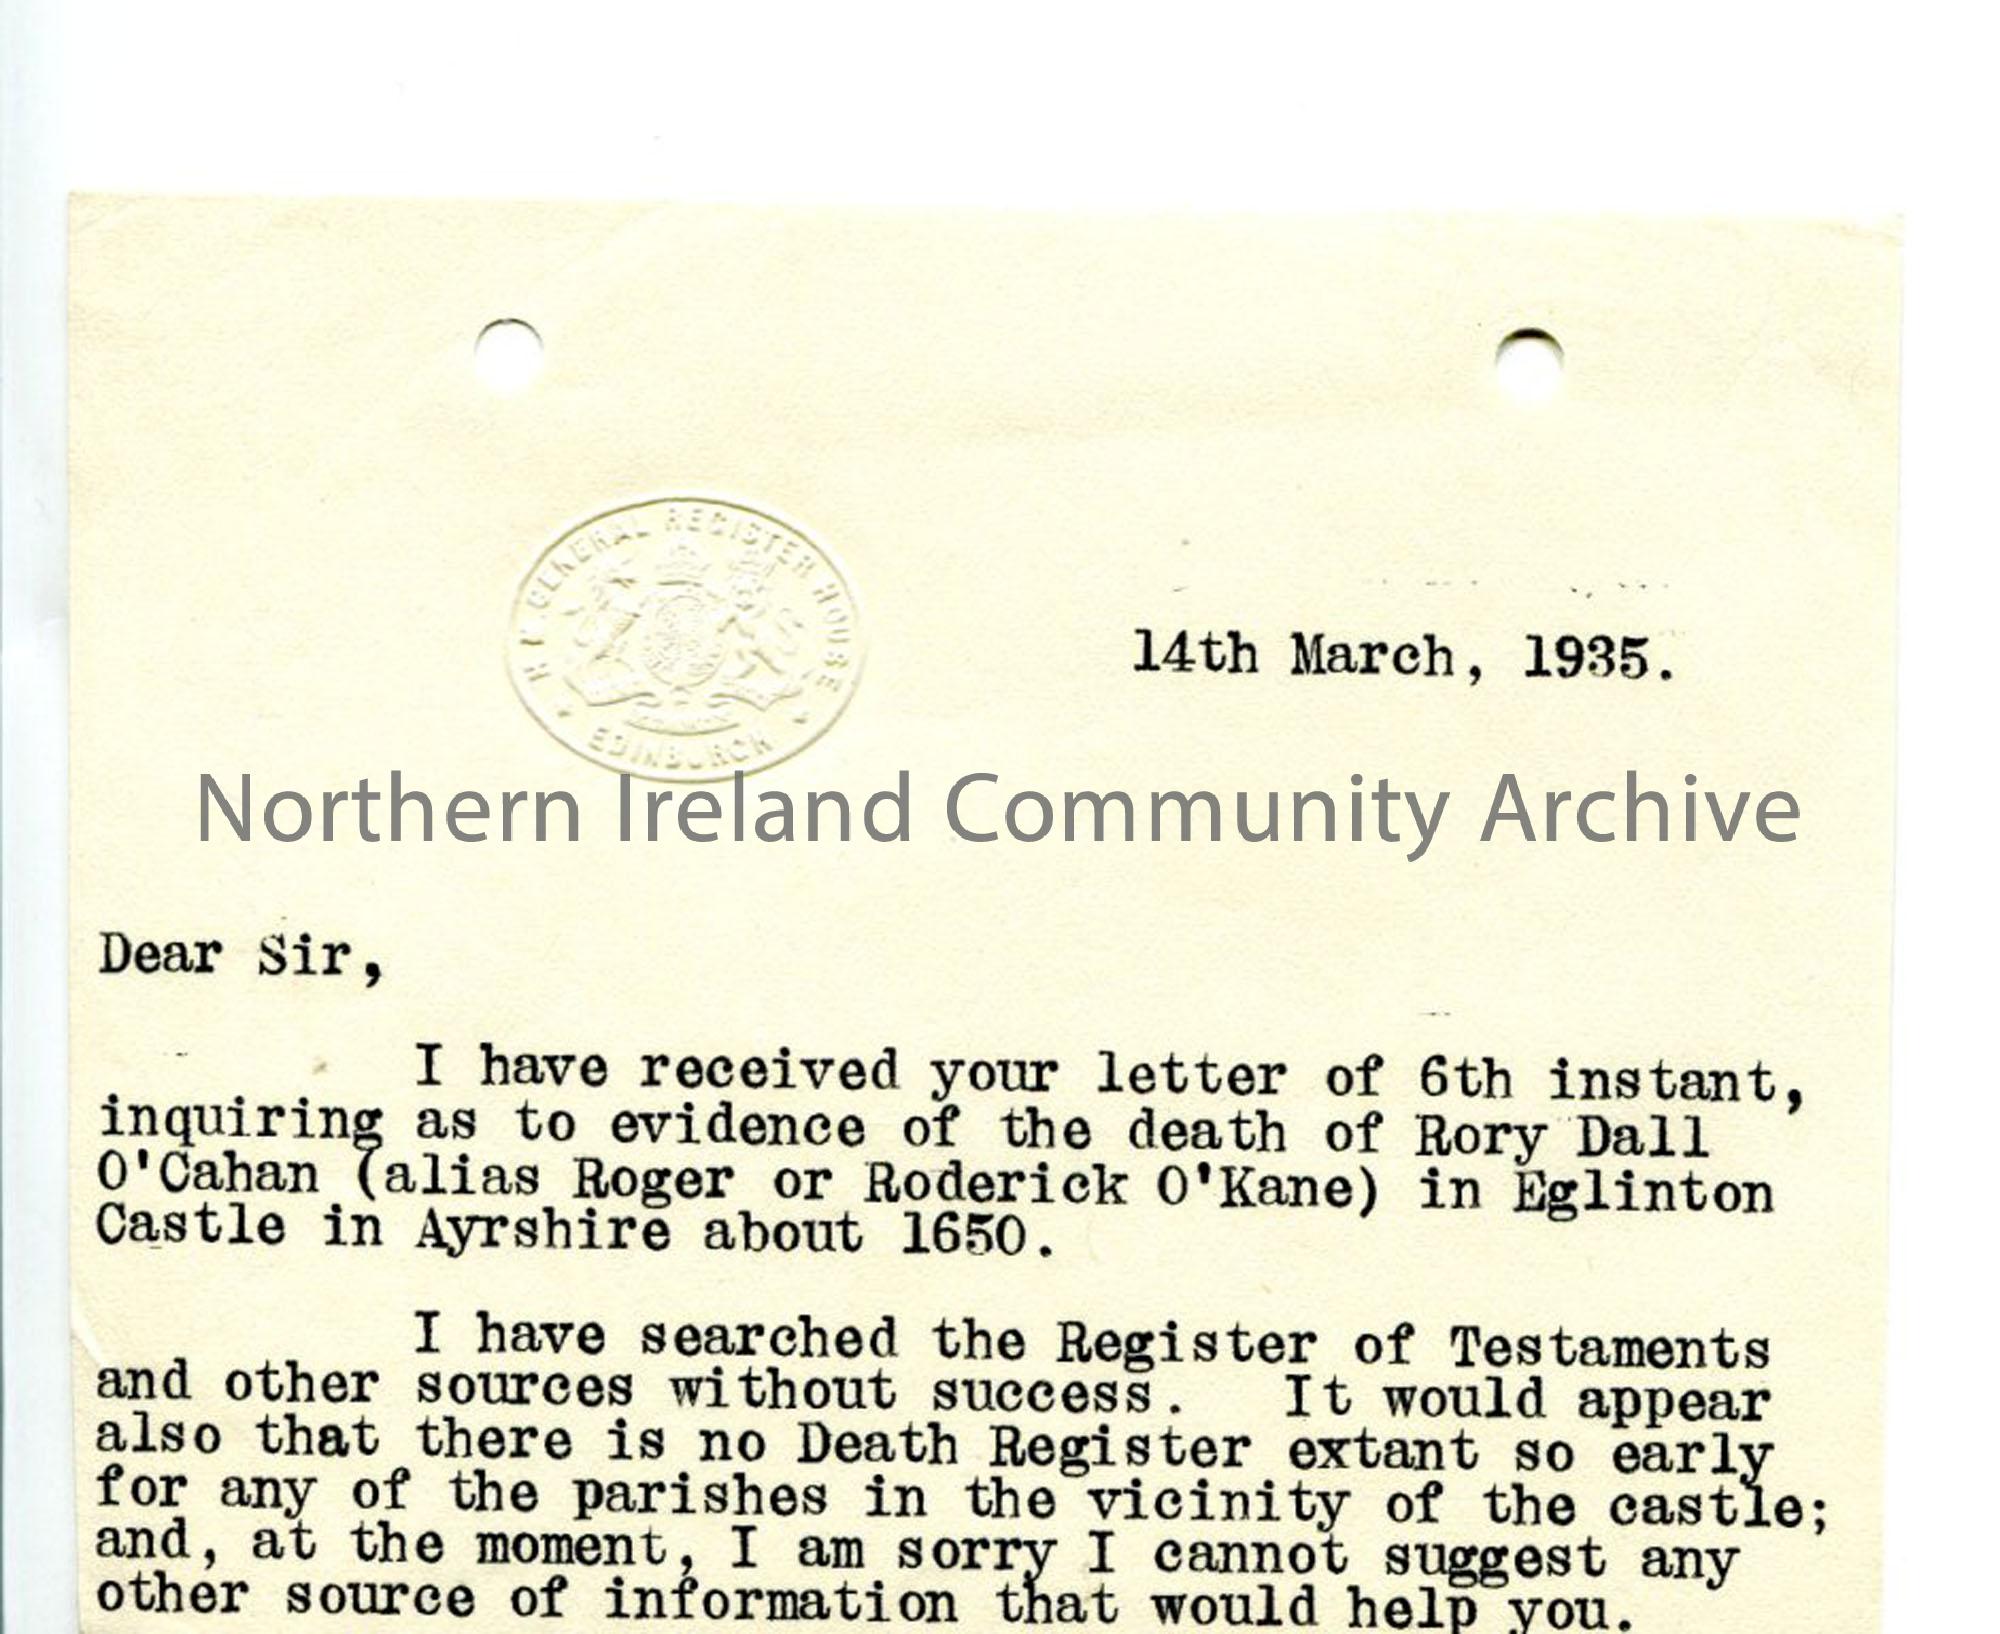 H M GENERAL REGISTER HOUSE
EDINBURGH
14th March, 1935.
Northern Ireland Community Archive
Dear Sir,
I have received your letter of 6th instant,
inquiring as to evidence of the death of Rory Dall
O'Cahan (alias Roger or Roderick O'Kane) in Eglinton
Castle in Ayrshire about 1650.
I have searched the Register of Testaments
and other sources without success. It would appear
also that there is no Death Register extant so early
for any of the parishes in the vicinity of the castle;
and, at the moment, I am sorry I cannot suggest any
other source of information that would help you.